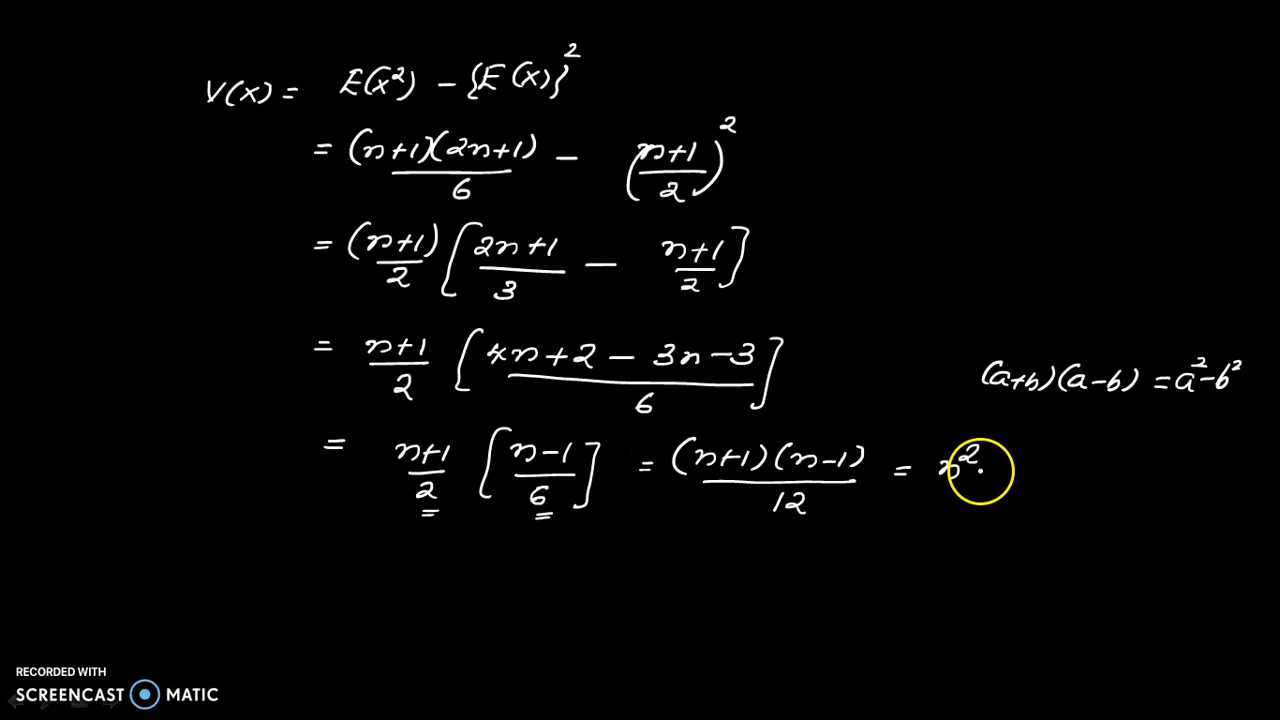 V(x) = E(x²) - {E(x)}²
= (n+1)(2n+1)/6 - (n+1/2)²
= (n+1)/2 [2n+1/3 - n+1/2]
= n+1/2 [4n+2-3n-3/6]
(a+b)(a-b) = a²-b²
= n+1/2 [n-1/6] = (n+1)(n-1)/12 = n²
RECORDED WITH
SCREENCAST MATIC